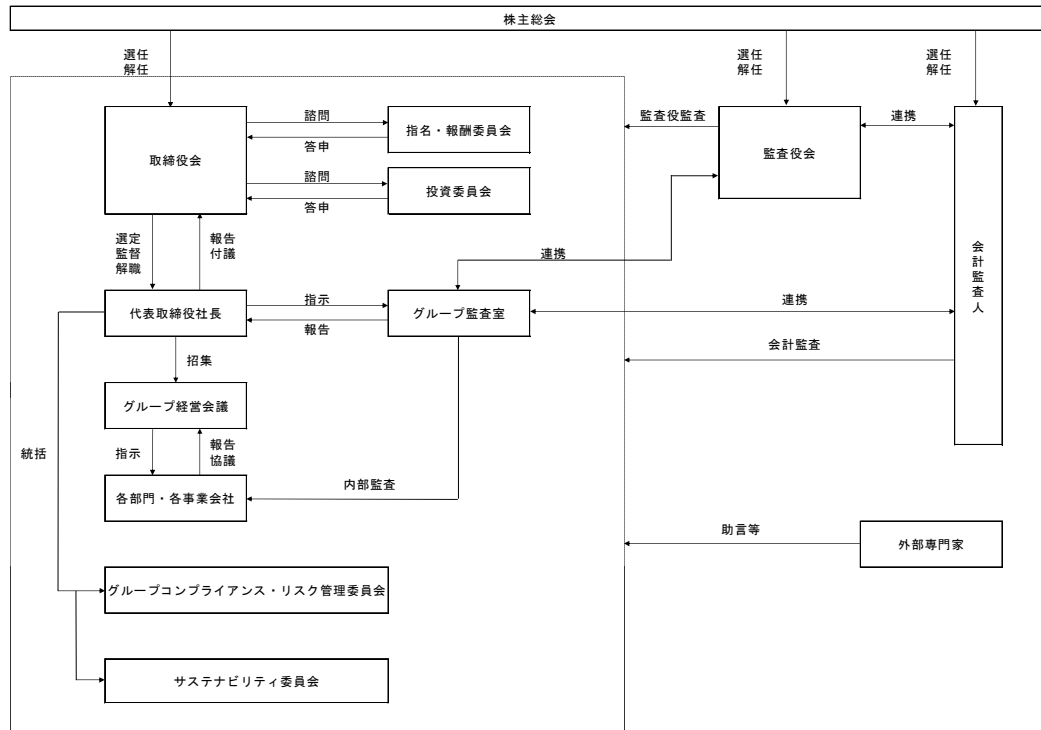 株主総会
選任
解任
選任
解任
選任
解任
取締役会
諮問
答申
指名・報酬委員会
諮問
答申
投資委員会
監査役監査
監査役会
連携
会計監査人
選定
監督
解職
報告
付議
連携
代表取締役社長
指示
報告
グループ監査室
連携
会計監査
招集
グループ経営会議
統括
指示
報告
協議
各部門・各事業会社
内部監査
助言等
外部専門家
グループコンプライアンス・リスク管理委員会
サステナビリティ委員会